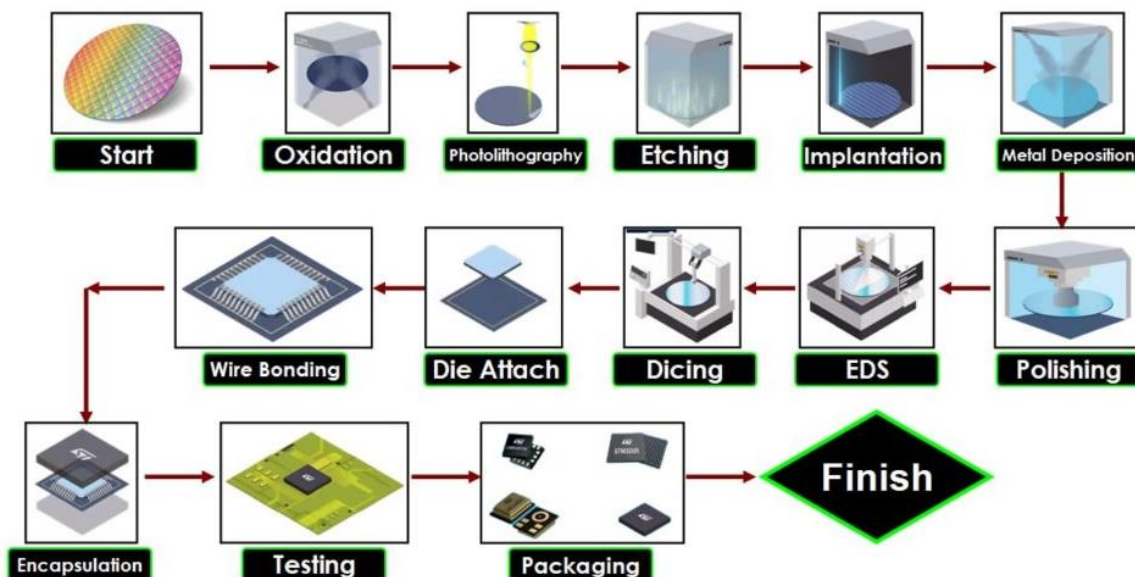 Start
Oxidation
Photolithography
Etching
Implantation
Metal Deposition
Wire Bonding
Die Attach
Dicing
EDS
Polishing
Encapsulation
Testing
Packaging
Finish